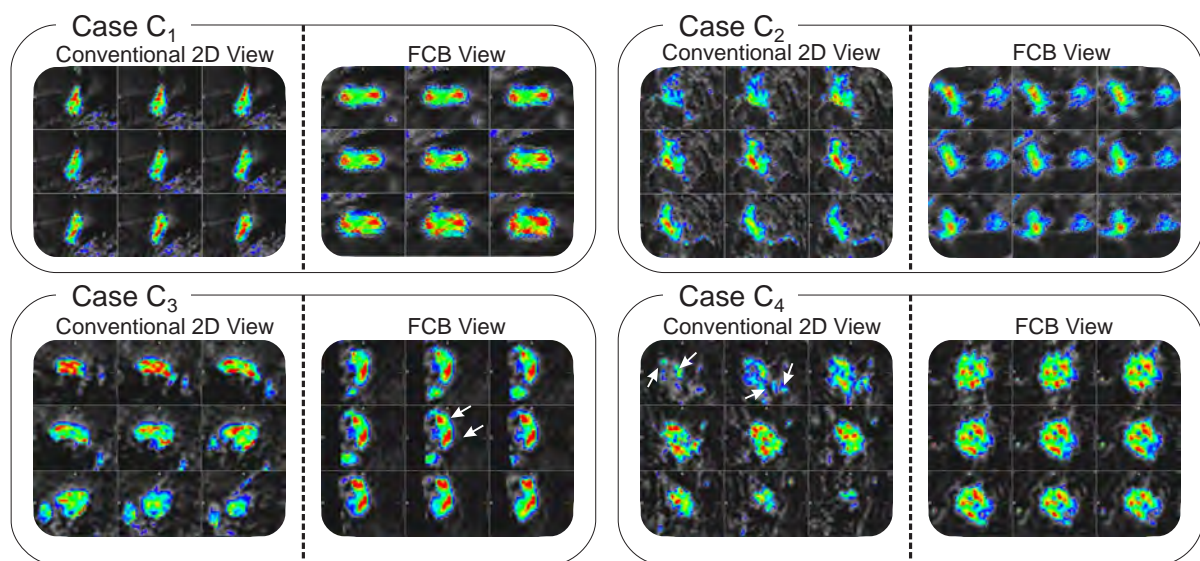 Case C₁
Conventional 2D View
FCB View
Case C₂
Conventional 2D View
FCB View
Case C₃
Conventional 2D View
FCB View
Case C₄
Conventional 2D View
FCB View